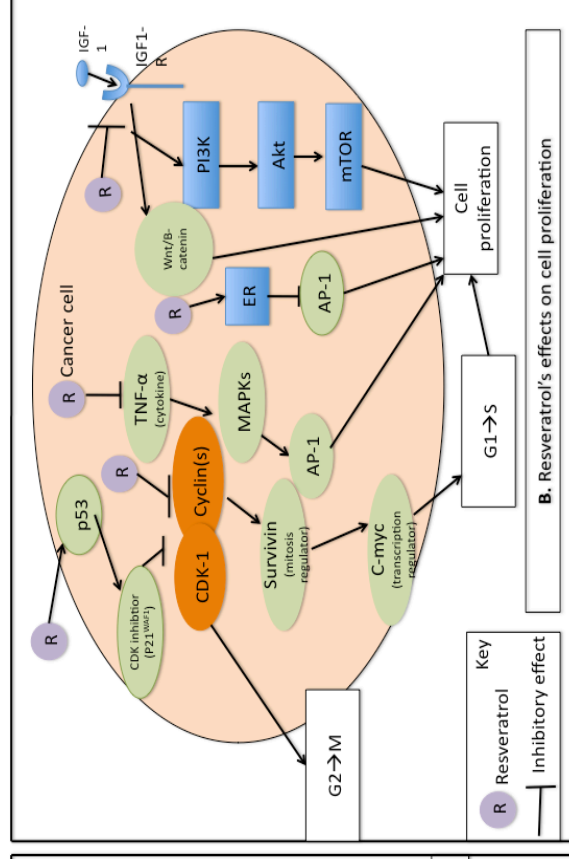 IGF-
1
IGF1-
R
R
PI3K
Akt
mTOR
Wnt/B-
catenin
R
ER
AP-1
Cell
proliferation
Cancer cell
R
TNF-α
(cytokine)
MAPKs
AP-1
R
p53
R
CDK inhibtior
(P21WAF1)
CDK-1
Cyclin(s)
Survivin
(mitosis
regulator)
C-myc
(transcription
regulator)
G1→S
G2→M
Key
R Resveratrol
Inhibitory effect
B. Resveratrol's effects on cell proliferation